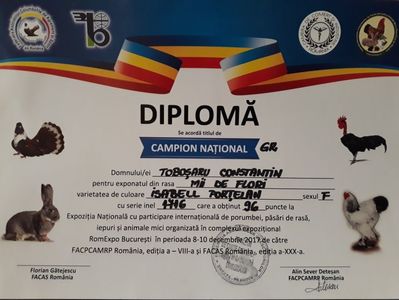 DIPLOMĂ
Se acordă titlul de
CAMPION NAȚIONAL GR
Domnului/ei TOBOȘARU CONSTANTIN
pentru exponatul din rasa MII DE FLORI
varietatea de culoare ISABELL PORȚELAN sexul F
cu serie inel 1416 care a obținut 96 puncte la
Expoziția Națională cu participare internațională de porumbei, păsări de rasă,
iepuri și animale mici organizată în complexul expozițional
RomExpo București în perioada 8-10 decembrie 2017 de către
FACPCAMRP România, ediția a – VIII-a și FACAS România, ediția a-XXX-a.
Florian Gâtejescu
FACAS România
Alin Sever Detesan
FACPCAMRP România